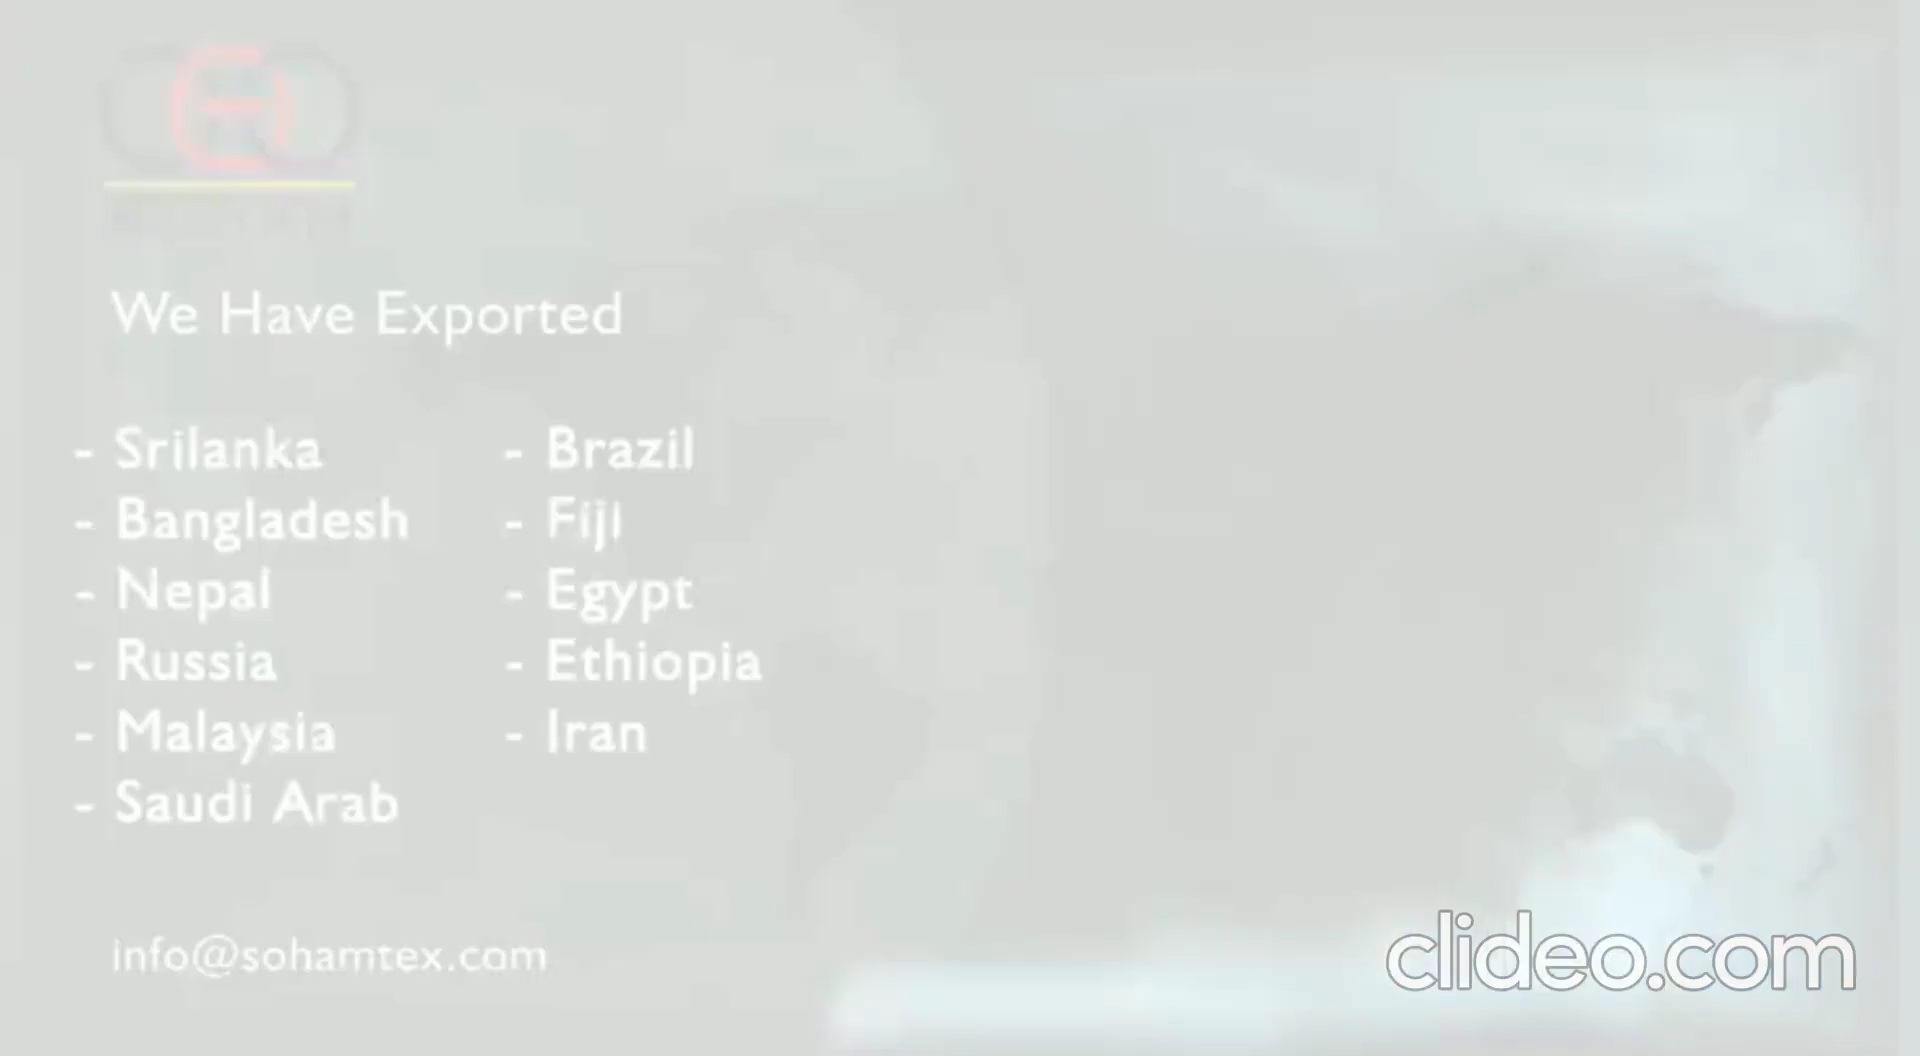 We Have Exported
- Srilanka
- Bangladesh
- Nepal
- Russia
- Malaysia
- Saudi Arab
- Brazil
- Fiji
- Egypt
- Ethiopia
- Iran
info@sohamtex.com
clideo.com